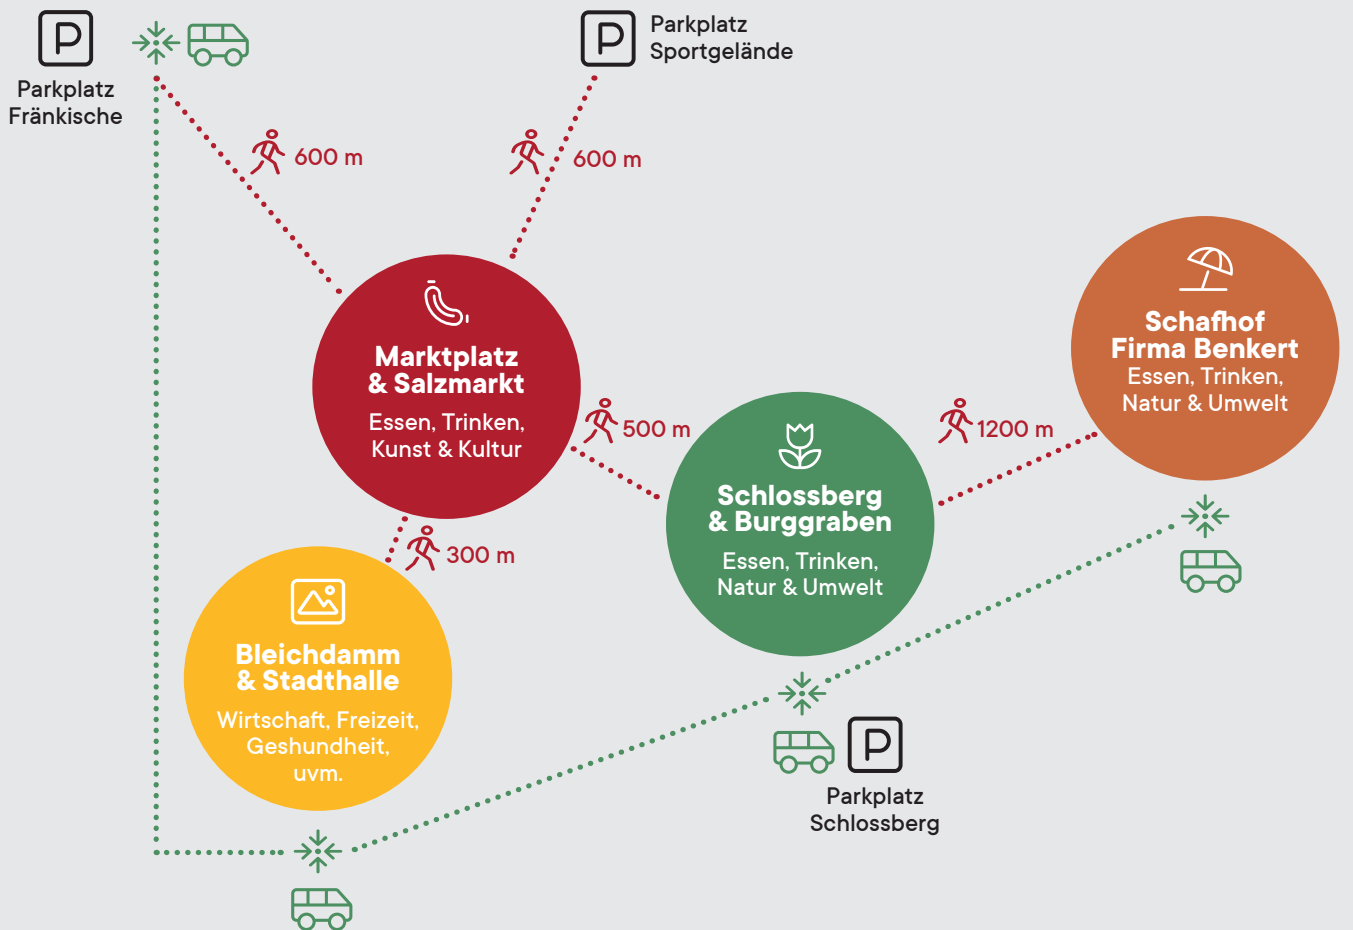 P
Parkplatz
Fränkische
P
Parkplatz
Sportgelände
600 m
600 m
Marktplatz
& Salzmarkt
Essen, Trinken,
Kunst & Kultur
500 m
Schlossberg
& Burggraben
Essen, Trinken,
Natur & Umwelt
1200 m
Schafhof
Firma Benkert
Essen, Trinken,
Natur & Umwelt
300 m
Bleichdamm
& Stadthalle
Wirtschaft, Freizeit,
Geshundheit,
uvm.
P
Parkplatz
Schlossberg